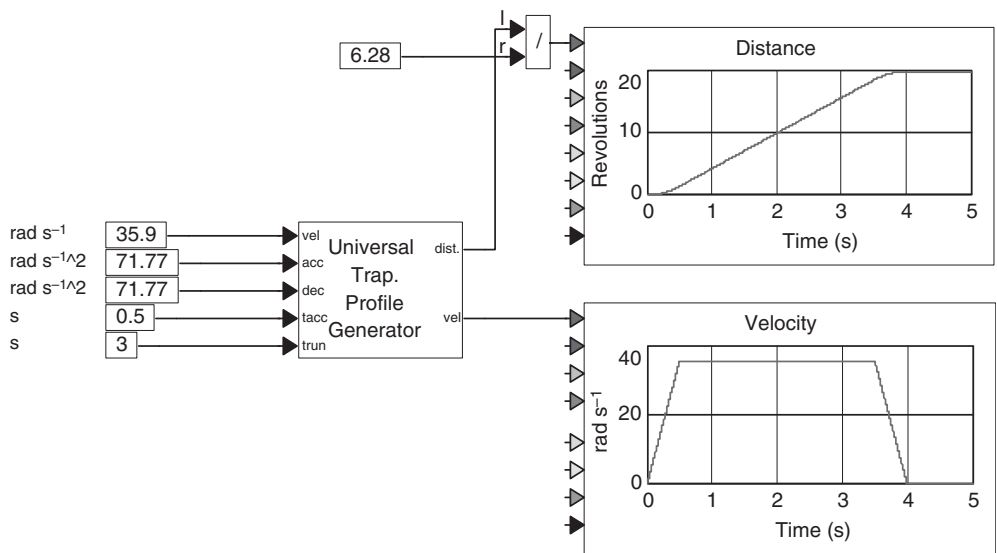 l
r
/
6.28
Distance
Revolutions
20
10
0
0 1 2 3 4 5
Time (s)
rad s⁻¹ 35.9
rad s⁻¹^2 71.77
rad s⁻¹^2 71.77
s 0.5
s 3
vel
acc
dec
tacc
trun
Universal
Trap.
Profile
Generator
dist.
vel
Velocity
rad s⁻¹
40
20
0
0 1 2 3 4 5
Time (s)